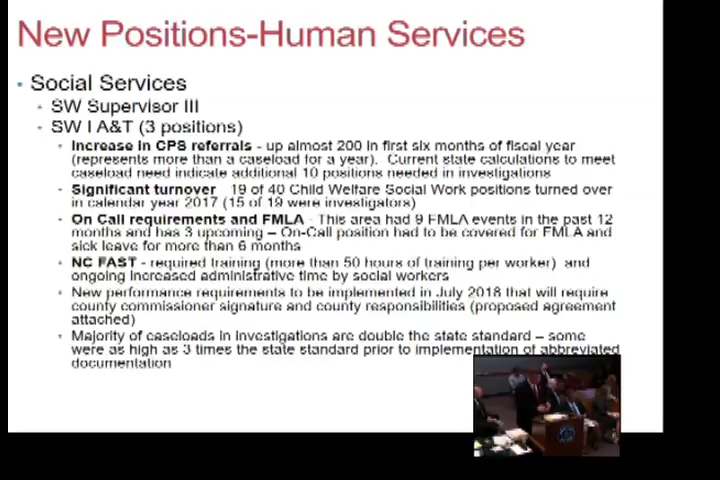 New Positions-Human Services
Social Services
SW Supervisor III
SW I A&T (3 positions)
Increase in CPS referrals - up almost 200 in first six months of fiscal year
(represents more than a caseload for a year). Current state calculations to meet
caseload need indicate additional 10 positions needed in investigations
Significant turnover - 19 of 40 Child Welfare Social Work positions turned over
in calendar year 2017 (15 of 19 were investigators)
On Call requirements and FMLA - This area had 9 FMLA events in the past 12
months and has 3 upcoming – On-Call position had to be covered for FMLA and
sick leave for more than 6 months
NC FAST - required training (more than 50 hours of training per worker) and
ongoing increased administrative time by social workers
New performance requirements to be implemented in July 2018 that will require
county commissioner signature and county responsibilities (proposed agreement
attached)
Majority of caseloads in investigations are double the state standard – some
were as high as 3 times the state standard prior to implementation of abbreviated
documentation